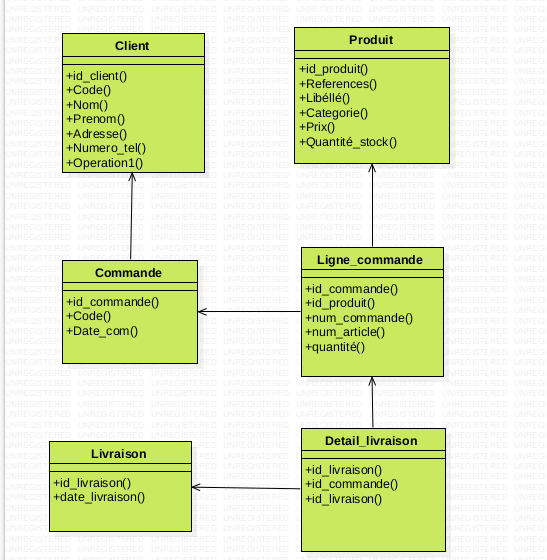 Client
+id_client()
+Code()
+Nom()
+Prenom()
+Adresse()
+Numero_tel()
+Operation1()
Produit
+id_produit()
+References()
+Libéllé()
+Categorie()
+Prix()
+Quantité_stock()
Commande
+id_commande()
+Code()
+Date_com()
Ligne_commande
+id_commande()
+id_produit()
+num_commande()
+num_article()
+quantité()
Livraison
+id_livraison()
+date_livraison()
Detail_livraison
+id_livraison()
+id_commande()
+id_livraison()
UNREGISTERED